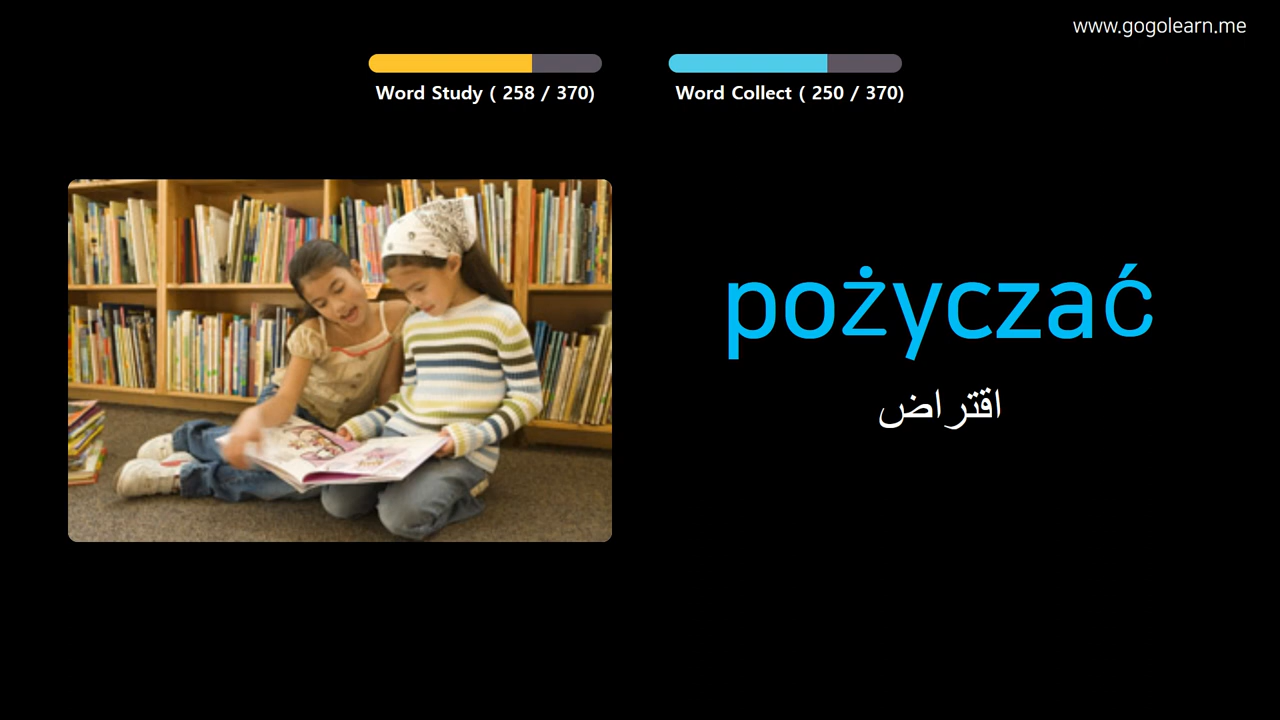 www.gogolearn.me
Word Study ( 258 / 370)
Word Collect ( 250 / 370)
pożyczać
اقتراض